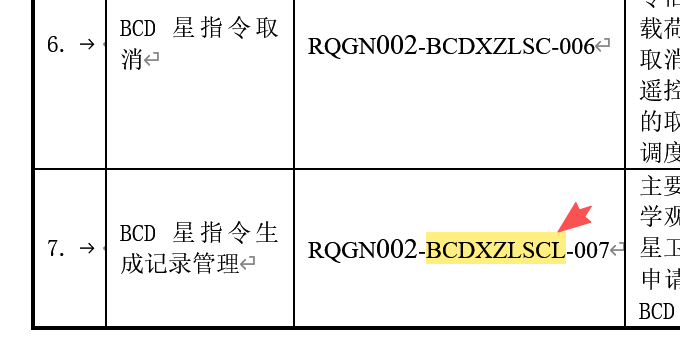 令信
载荷
6. → BCD 星指令取消↵ RQGN002-BCDXZLSC-006↵
取消
遥控
的取
调度
主要
学观
7. → BCD 星指令生成记录管理↵ RQGN002-BCDXZLSCL-007↵
星卫
申请
BCD